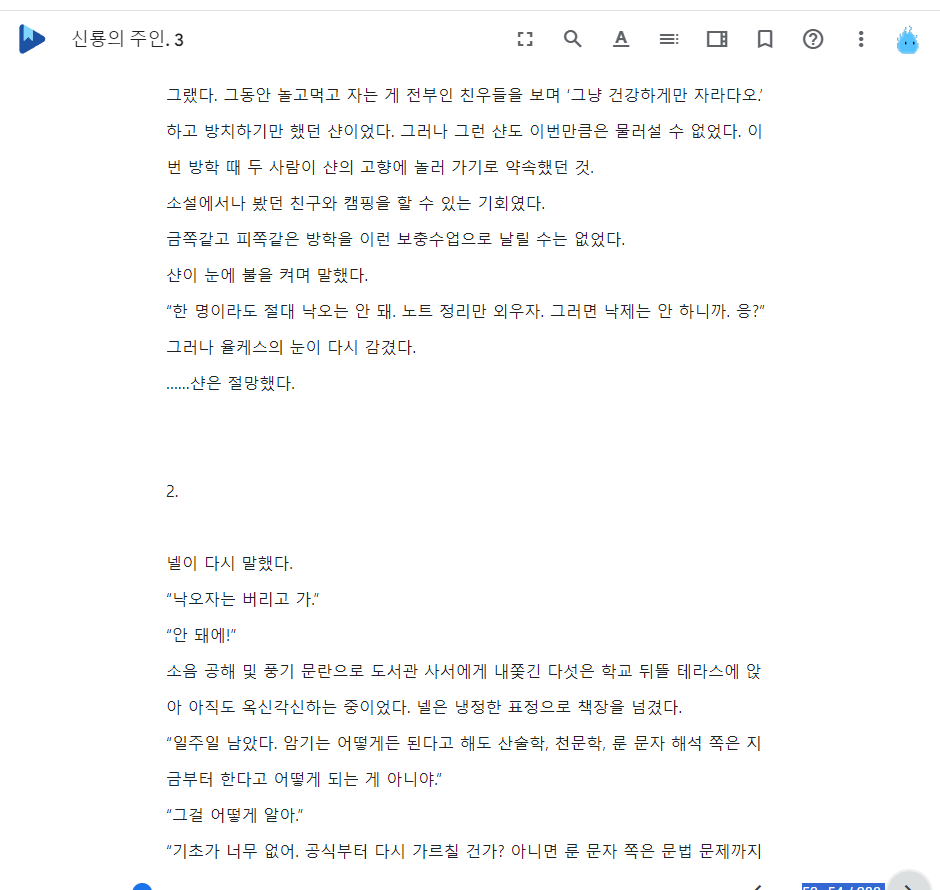 신룡의 주인. 3
그랬다. 그동안 놀고먹고 자는 게 전부인 친우들을 보며 ‘그냥 건강하게만 자라다오.’
하고 방치하기만 했던 샨이었다. 그러나 그런 샨도 이번만큼은 물러설 수 없었다. 이
번 방학 때 두 사람이 샨의 고향에 놀러 가기로 약속했던 것.
소설에서나 봤던 친구와 캠핑을 할 수 있는 기회였다.
금쪽같고 피쪽같은 방학을 이런 보충수업으로 날릴 수는 없었다.
샨이 눈에 불을 켜며 말했다.
“한 명이라도 절대 낙오는 안 돼. 노트 정리만 외우자. 그러면 낙제는 안 하니까. 응?”
그러나 율케스의 눈이 다시 감겼다.
......샨은 절망했다.
2.
넬이 다시 말했다.
“낙오자는 버리고 가.”
“안 돼에!”
소음 공해 및 풍기 문란으로 도서관 사서에게 내쫓긴 다섯은 학교 뒤뜰 테라스에 앉
아 아직도 옥신각신하는 중이었다. 넬은 냉정한 표정으로 책장을 넘겼다.
“일주일 남았다. 암기는 어떻게든 된다고 해도 산술학, 천문학, 룬 문자 해석 쪽은 지
금부터 한다고 어떻게 되는 게 아니야.”
“그걸 어떻게 알아.”
“기초가 너무 없어. 공식부터 다시 가르칠 건가? 아니면 룬 문자 쪽은 문법 문제까지